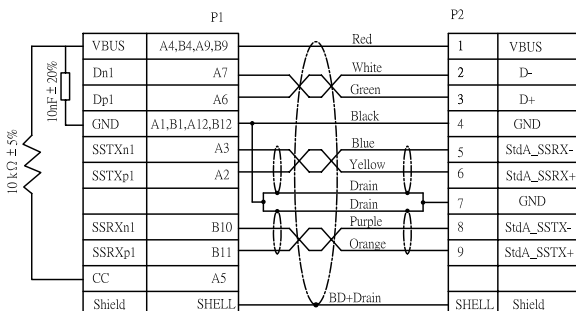 P1
P2
VBUS A4,B4,A9,B9 Red 1 VBUS
Dn1 A7 White 2 D-
Dp1 A6 Green 3 D+
GND A1,B1,A12,B12 Black 4 GND
SSTXn1 A3 Blue 5 StdA_SSRX-
SSTXp1 A2 Yellow 6 StdA_SSRX+
Drain
Drain 7 GND
SSRXn1 B10 Purple 8 StdA_SSTX-
SSRXp1 B11 Orange 9 StdA_SSTX+
CC A5
Shield SHELL BD+Drain SHELL Shield
10nF ± 20%
10 kΩ ± 5%